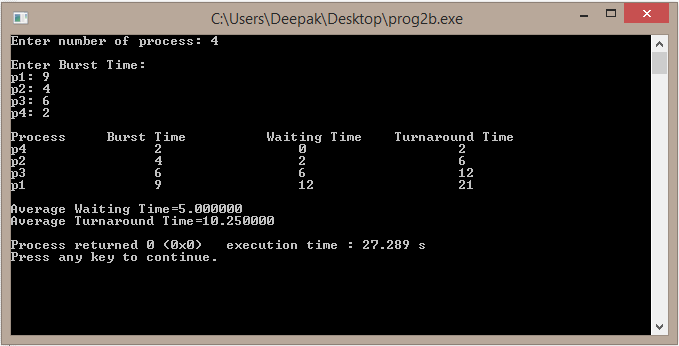 C:\Users\Deepak\Desktop\prog2b.exe
Enter number of process: 4
Enter Burst Time:
p1: 9
p2: 4
p3: 6
p4: 2
Process Burst Time Waiting Time Turnaround Time
p4 2 0 2
p2 4 2 6
p3 6 6 12
p1 9 12 21
Average Waiting Time=5.000000
Average Turnaround Time=10.250000
Process returned 0 (0x0) execution time : 27.289 s
Press any key to continue.